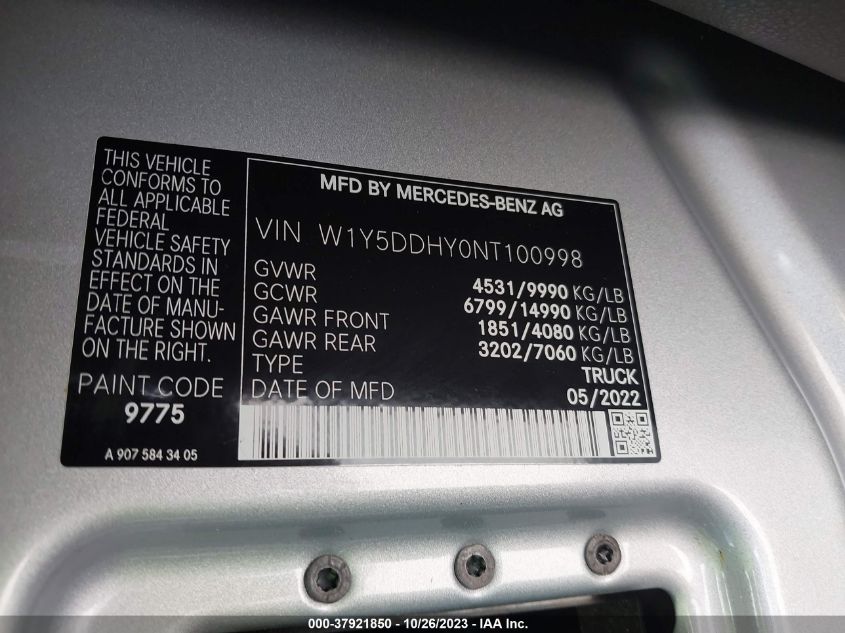 THIS VEHICLE
CONFORMS TO
ALL APPLICABLE
FEDERAL
VEHICLE SAFETY
STANDARDS IN
EFFECT ON THE
DATE OF MANU-
FACTURE SHOWN
ON THE RIGHT.
PAINT CODE
9775
A 907 584 34 05
MFD BY MERCEDES-BENZ AG
VIN W1Y5DDHY0NT100998
GVWR 4531/9990 KG/LB
GCWR 6799/14990 KG/LB
GAWR FRONT 1851/4080 KG/LB
GAWR REAR 3202/7060 KG/LB
TYPE TRUCK
DATE OF MFD 05/2022
000-37921850 - 10/26/2023 - IAA Inc.